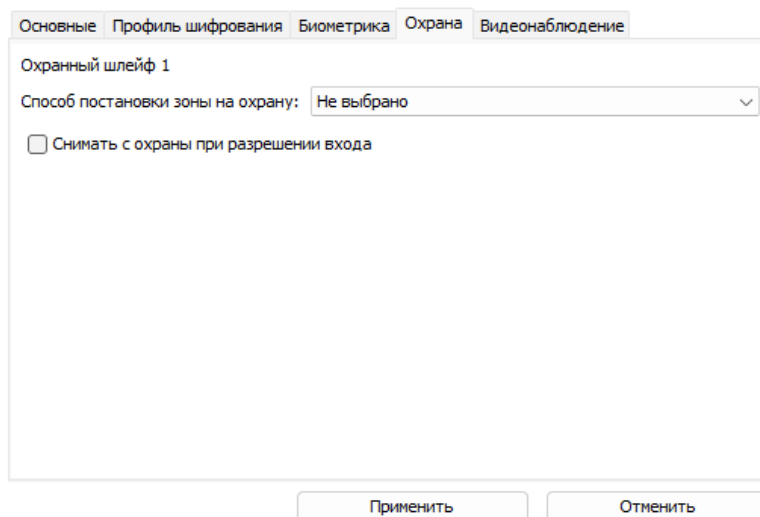 Основные Профиль шифрования Биометрика Охрана Видеонаблюдение
Охранный шлейф 1
Способ постановки зоны на охрану: Не выбрано
Снимать с охраны при разрешении входа
Применить Отменить